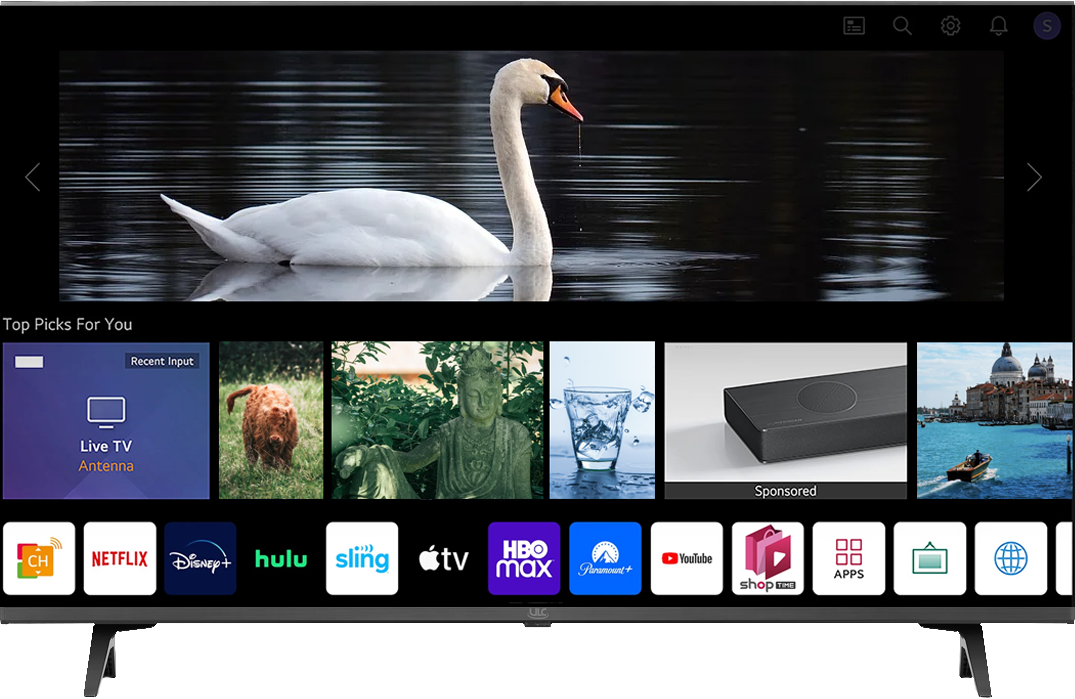 S
Top Picks For You
Recent Input
Live TV
Antenna
Sponsored
CH
NETFLIX
Disney+
hulu
sling
tv
HBO
max
Paramount+
YouTube
shop TIME
APPS